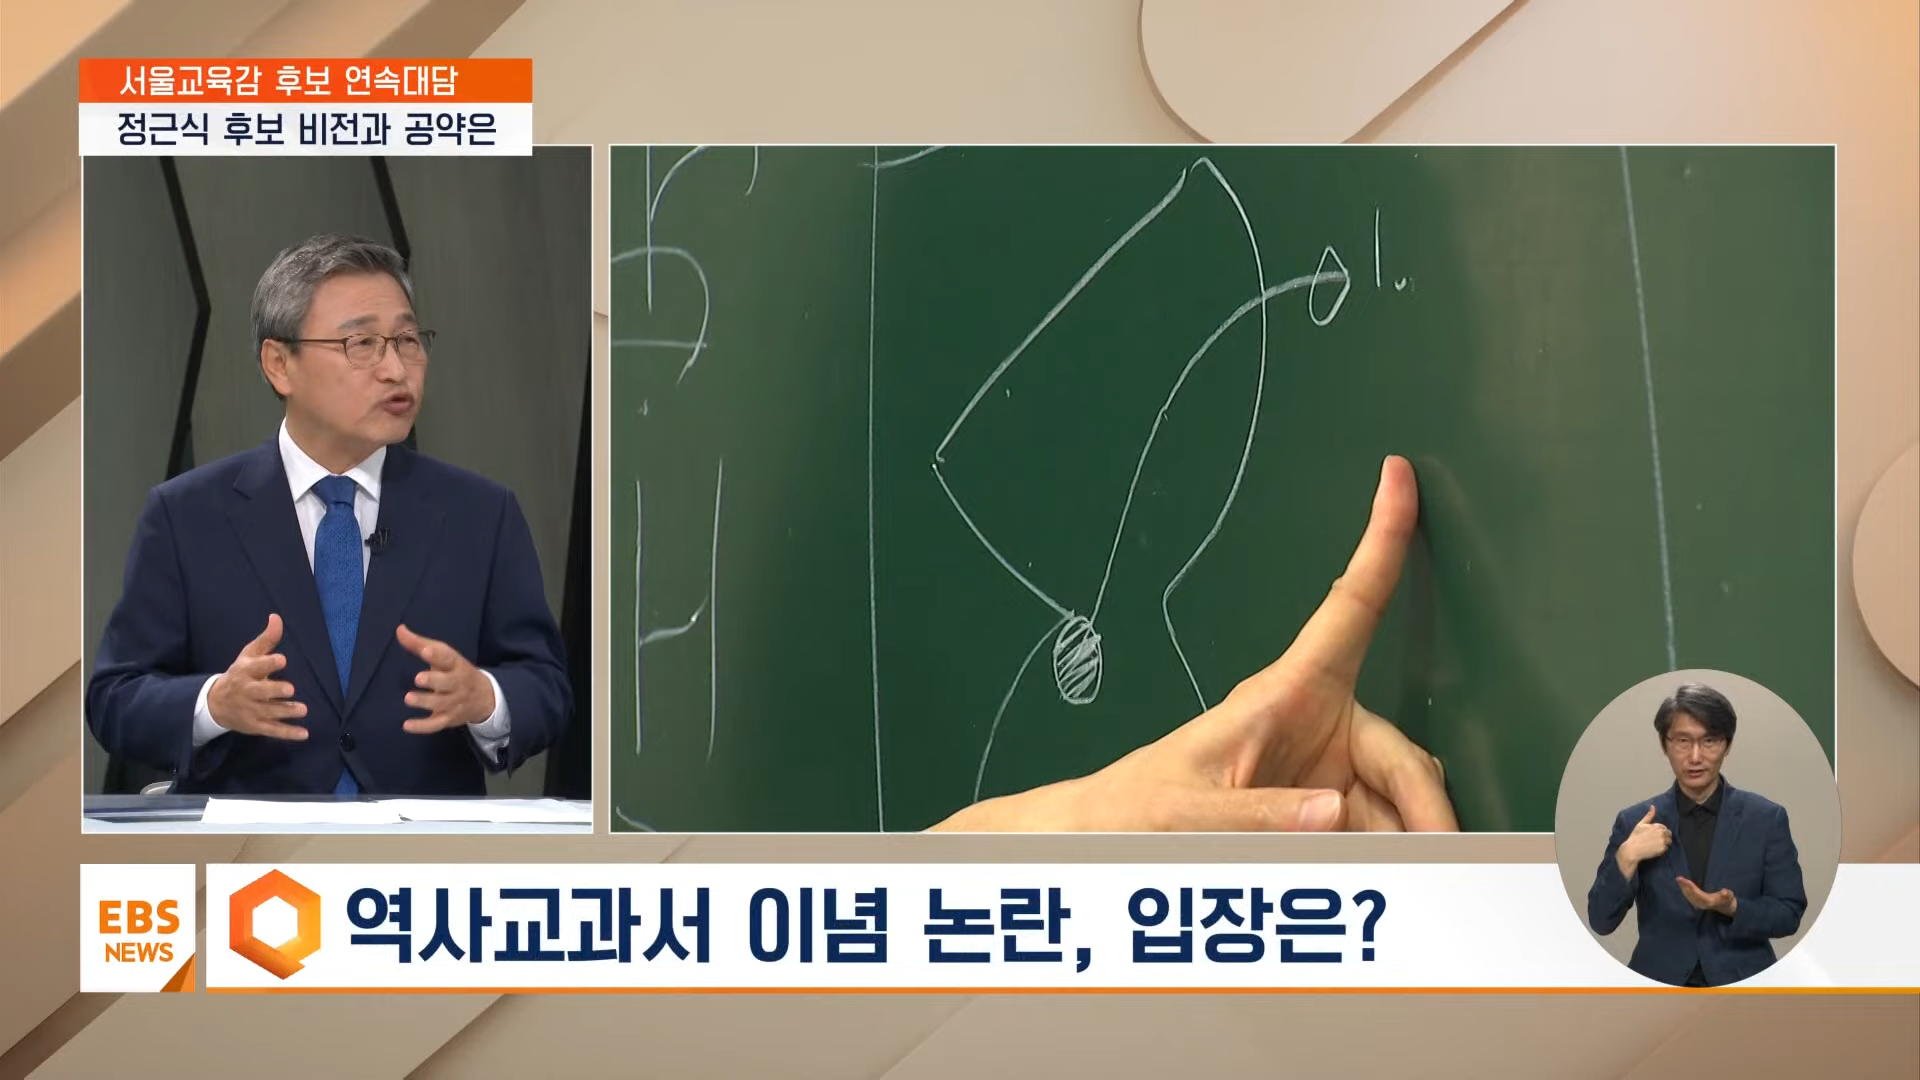 서울교육감 후보 연속대담
정근식 후보 비전과 공약은
1.
EBS
NEWS
Q
역사교과서 이념 논란, 입장은?